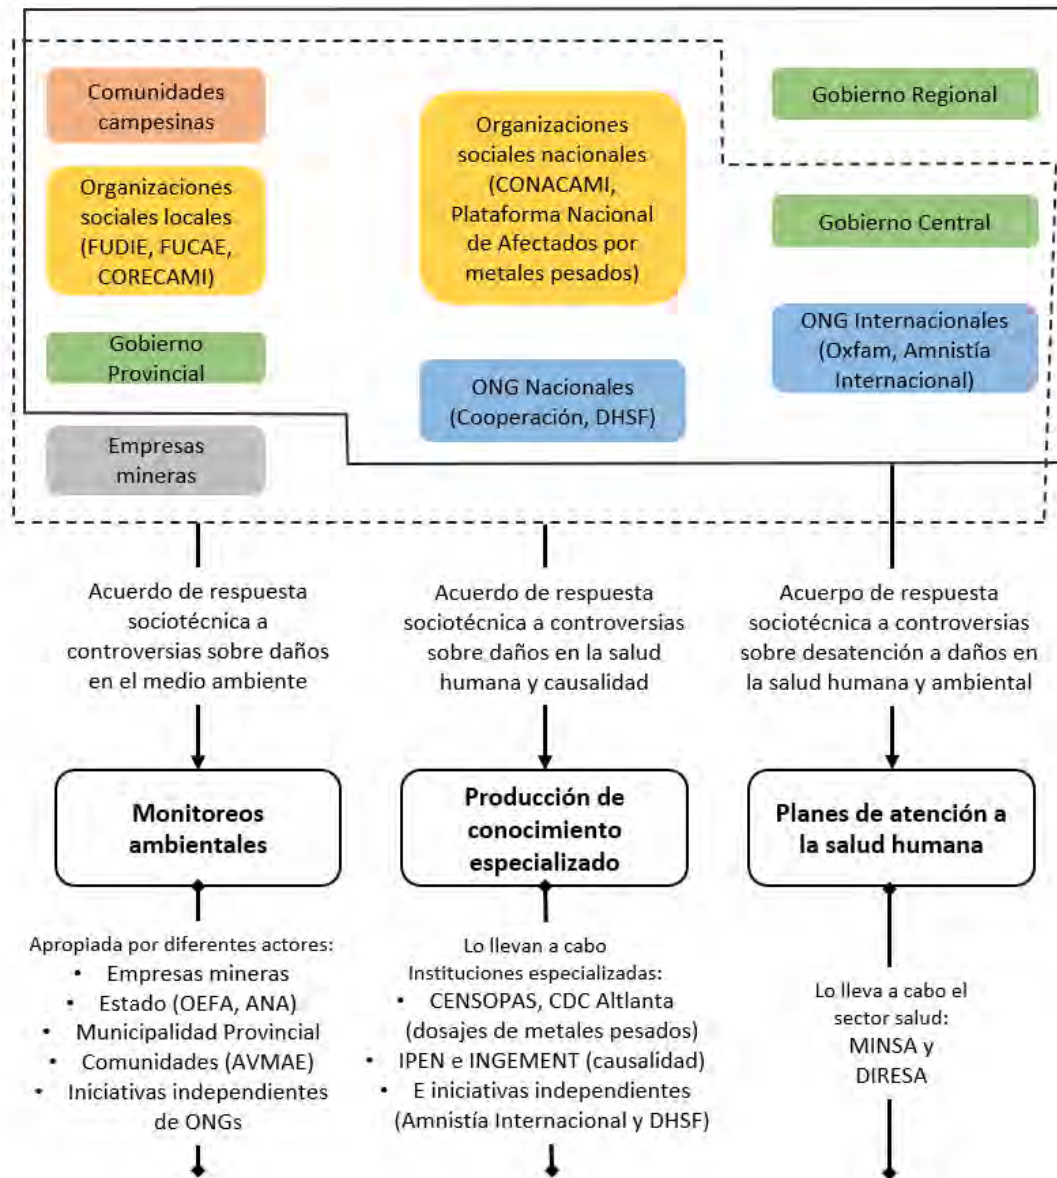 Comunidades
campesinas
Organizaciones
sociales locales
(FUDIE, FUCAE,
CORECAMI)
Gobierno
Provincial
Empresas
mineras
Organizaciones
sociales nacionales
(CONACAMI,
Plataforma Nacional
de Afectados por
metales pesados)
ONG Nacionales
(Cooperación, DHSF)
Gobierno Regional
Gobierno Central
ONG Internacionales
(Oxfam, Amnistía
Internacional)
Acuerdo de respuesta
sociotécnica a
controversias sobre daños
en el medio ambiente
Acuerdo de respuesta
sociotécnica a controversias
sobre daños en la salud
humana y causalidad
Acuerpo de respuesta
sociotécnica a controversias
sobre desatención a daños en
la salud humana y ambiental
Monitoreos
ambientales
Producción de
conocimiento
especializado
Planes de atención a
la salud humana
Apropiada por diferentes actores:
• Empresas mineras
• Estado (OEFA, ANA)
• Municipalidad Provincial
• Comunidades (AVMAE)
• Iniciativas independientes
de ONGs
Lo llevan a cabo
Instituciones especializadas:
• CENSOPAS, CDC Altlanta
(dosajes de metales pesados)
• IPEN e INGEMENT (causalidad)
• E iniciativas independientes
(Amnistía Internacional y DHSF)
Lo lleva a cabo el
sector salud:
MINSA y
DIRESA